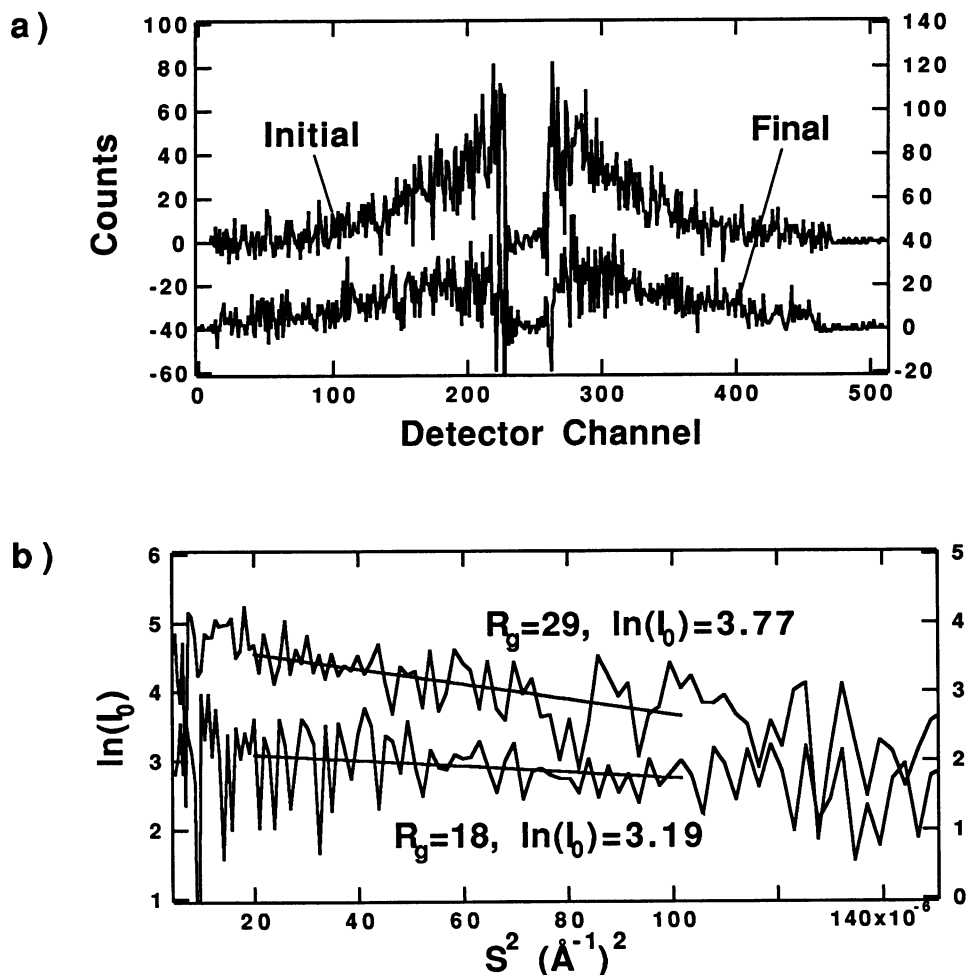 a)
100
80
60
40
20
0
-20
-40
-60
Counts
140
120
100
80
60
40
20
0
-20
Initial
Final
0 100 200 300 400 500
Detector Channel
b)
6
5
4
3
2
1
ln(I₀)
5
4
3
2
1
0
R_g=29, ln(I₀)=3.77
R_g=18, ln(I₀)=3.19
20 40 60 80 100 140x10⁻⁶
S² (Å⁻¹)²